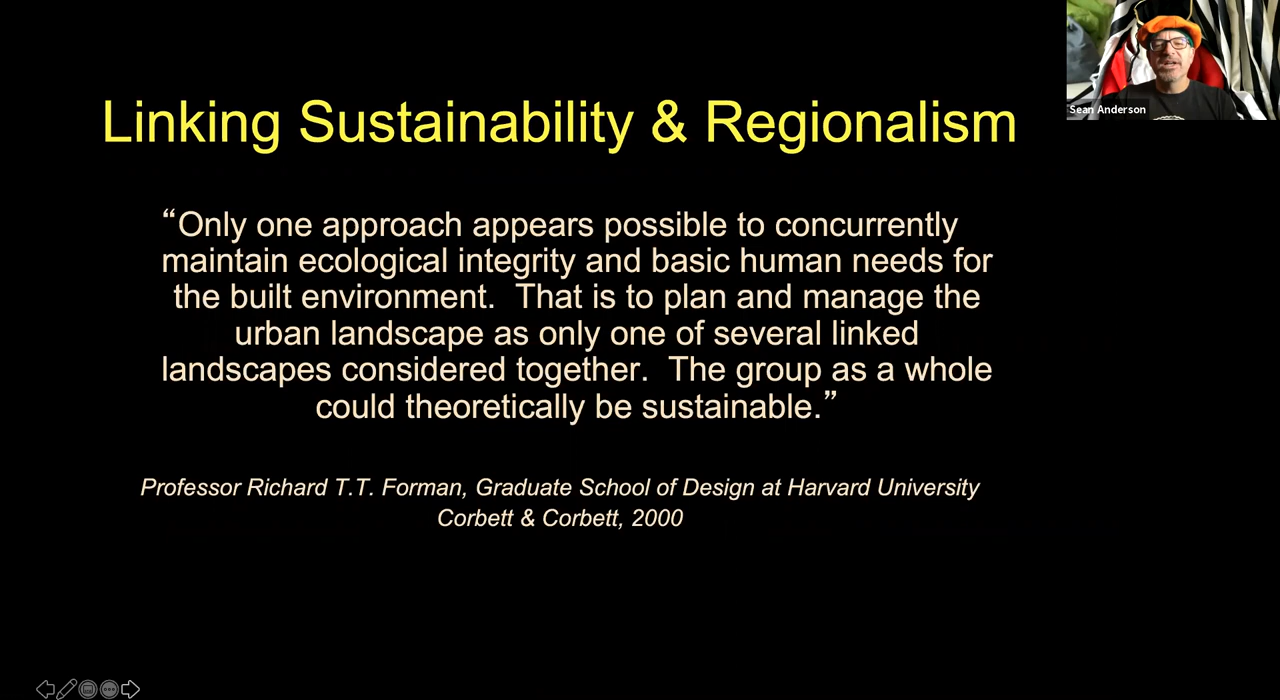 Linking Sustainability & Regionalism
Sean Anderson
“Only one approach appears possible to concurrently
maintain ecological integrity and basic human needs for
the built environment.  That is to plan and manage the
urban landscape as only one of several linked
landscapes considered together.  The group as a whole
could theoretically be sustainable.”
Professor Richard T.T. Forman, Graduate School of Design at Harvard University
Corbett & Corbett, 2000